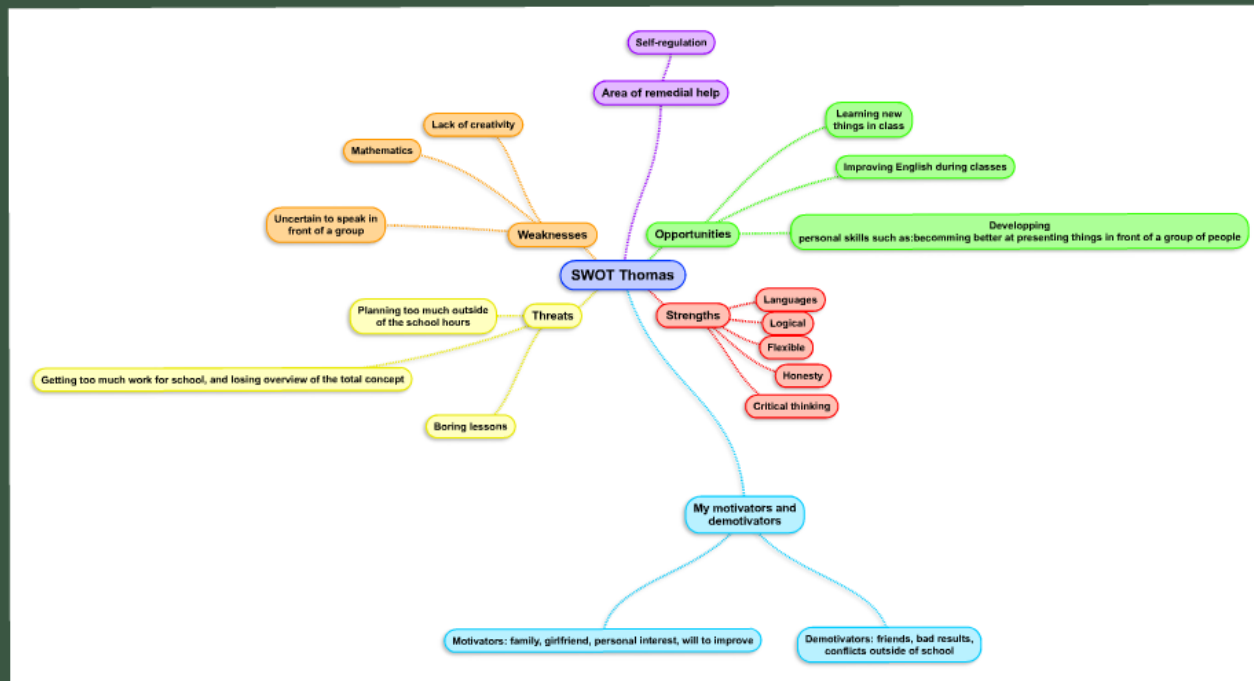 Self-regulation
Area of remedial help
Learning new
things in class
Improving English during classes
Developping
personal skills such as:becomming better at presenting things in front of a group of people
Opportunities
Lack of creativity
Mathematics
Uncertain to speak in
front of a group
Weaknesses
SWOT Thomas
Planning too much outside
of the school hours
Threats
Getting too much work for school, and losing overview of the total concept
Boring lessons
Strengths
Languages
Logical
Flexible
Honesty
Critical thinking
My motivators and
demotivators
Motivators: family, girlfriend, personal interest, will to improve
Demotivators: friends, bad results,
conflicts outside of school